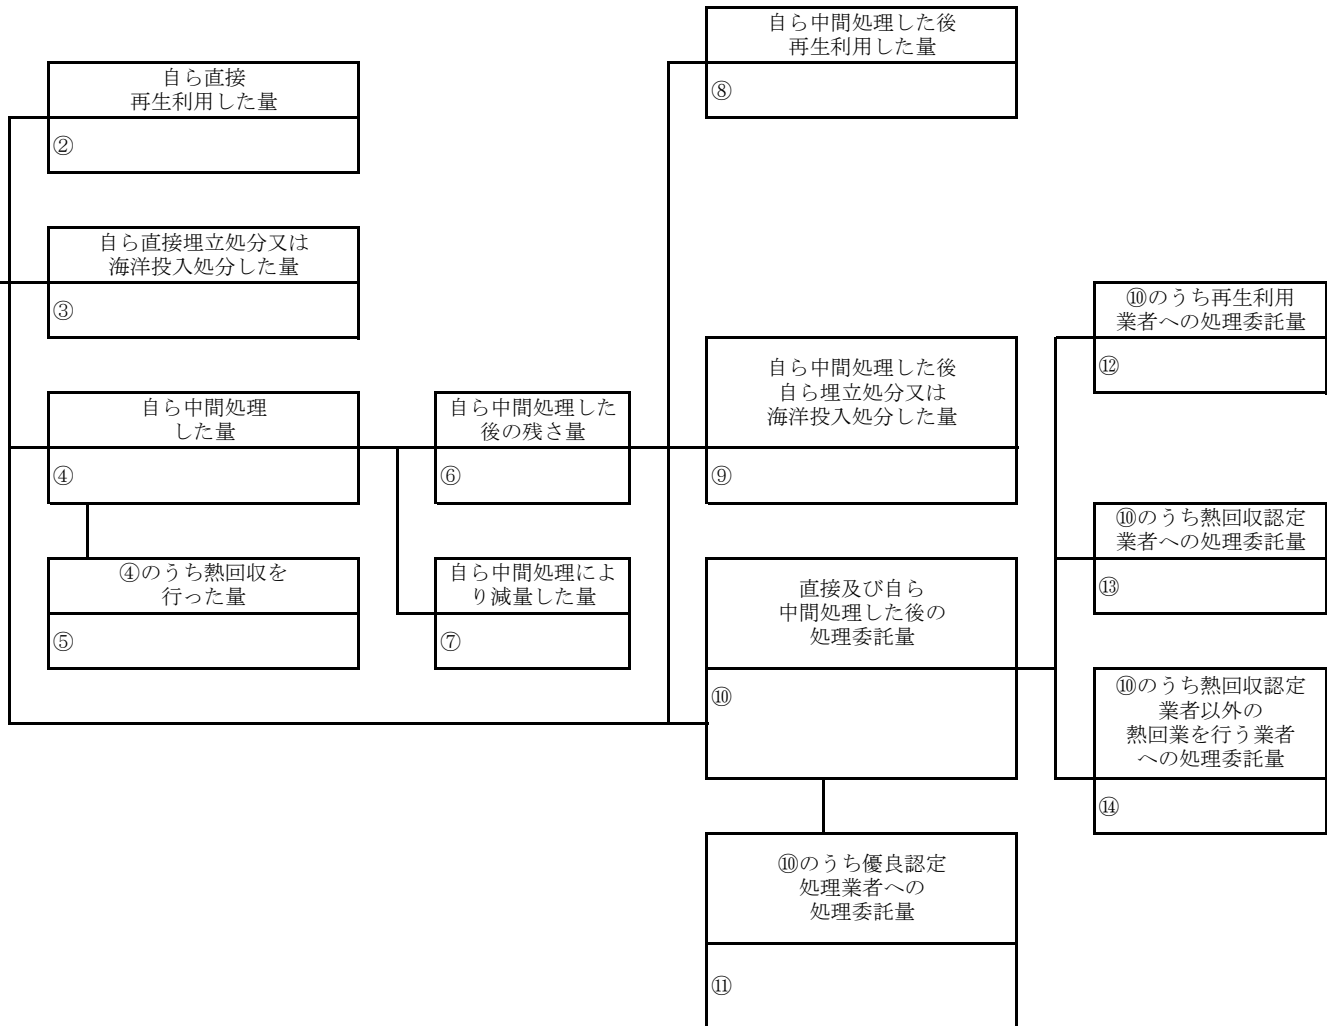 自ら直接
再生利用した量
②
自ら直接埋立処分又は
海洋投入処分した量
③
自ら中間処理
した量
④
④のうち熱回収を
行った量
⑤
自ら中間処理した
後の残さ量
⑥
自ら中間処理によ
り減量した量
⑦
自ら中間処理した後
再生利用した量
⑧
自ら中間処理した後
自ら埋立処分又は
海洋投入処分した量
⑨
直接及び自ら
中間処理した後の
処理委託量
⑩
⑩のうち優良認定
処理業者への
処理委託量
⑪
⑩のうち再生利用
業者への処理委託量
⑫
⑩のうち熱回収認定
業者への処理委託量
⑬
⑩のうち熱回収認定
業者以外の
熱回業を行う業者
への処理委託量
⑭